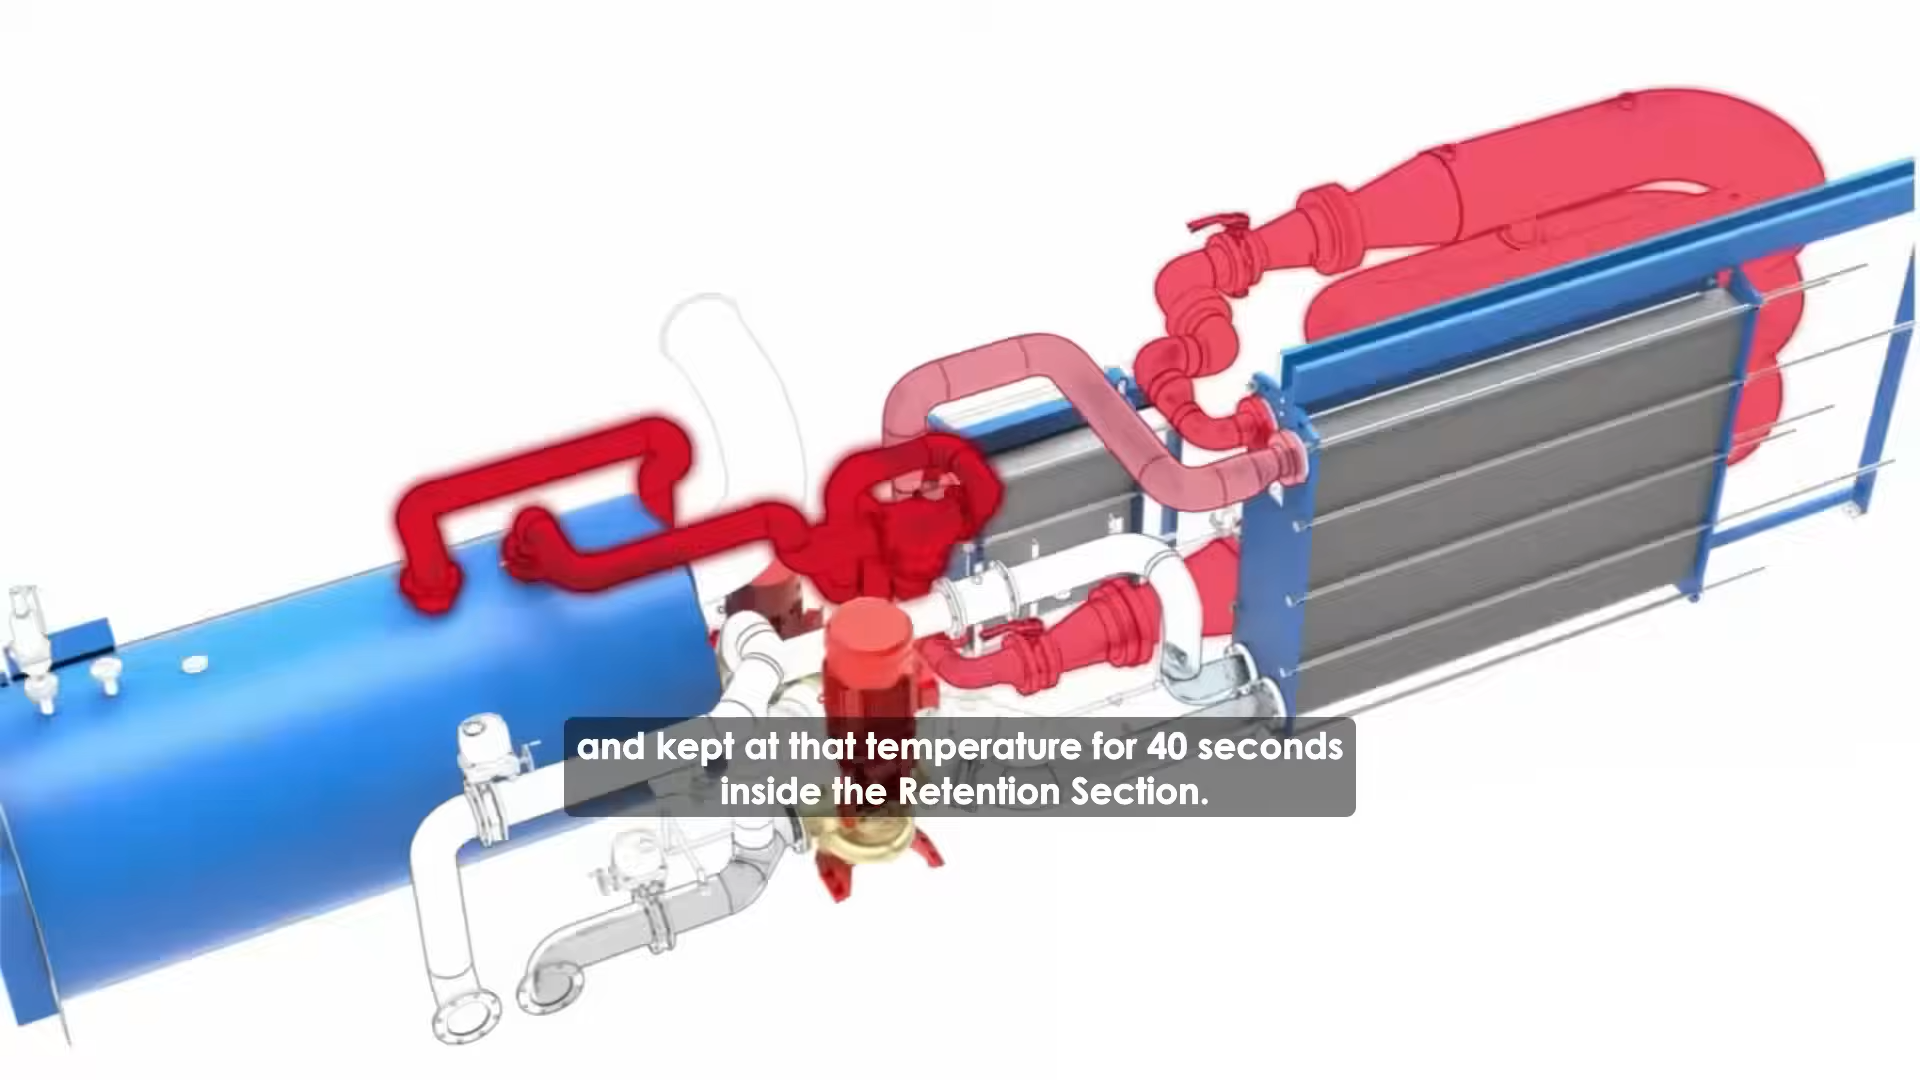 and kept at that temperature for 40 seconds
inside the Retention Section.